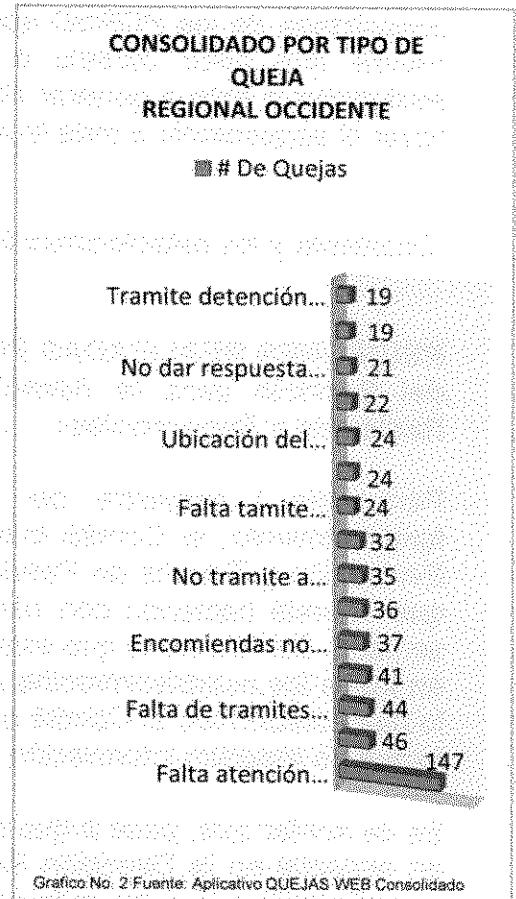 CONSOLIDADO POR TIPO DE
QUEJA
REGIONAL OCCIDENTE
# De Quejas
Tramite detención... 19
19
No dar respuesta... 21
22
Ubicación del... 24
24
Falta tamite... 24
32
No tramite a... 35
36
Encomiendas no... 37
41
Falta de tramites... 44
46
Falta atención... 147
Grafico No. 2 Fuente: Aplicativo QUEJAS WEB Consolidado